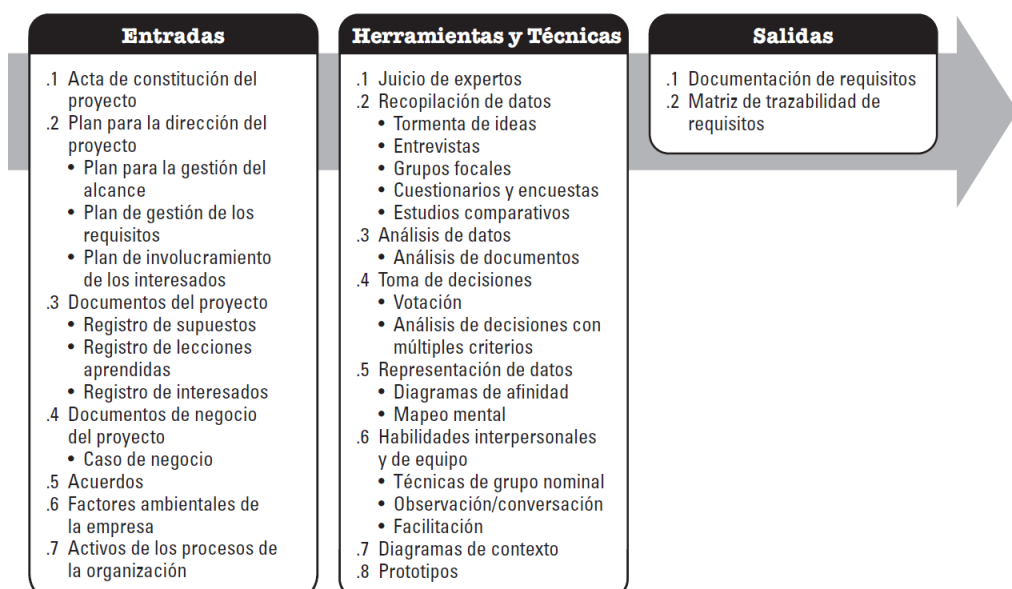 Entradas
.1 Acta de constitución del
proyecto
.2 Plan para la dirección del
proyecto
• Plan para la gestión del
alcance
• Plan de gestión de los
requisitos
• Plan de involucramiento
de los interesados
.3 Documentos del proyecto
• Registro de supuestos
• Registro de lecciones
aprendidas
• Registro de interesados
.4 Documentos de negocio
del proyecto
• Caso de negocio
.5 Acuerdos
.6 Factores ambientales de
la empresa
.7 Activos de los procesos de
la organización
Herramientas y Técnicas
.1 Juicio de expertos
.2 Recopilación de datos
• Tormenta de ideas
• Entrevistas
• Grupos focales
• Cuestionarios y encuestas
• Estudios comparativos
.3 Análisis de datos
• Análisis de documentos
.4 Toma de decisiones
• Votación
• Análisis de decisiones con
múltiples criterios
.5 Representación de datos
• Diagramas de afinidad
• Mapeo mental
.6 Habilidades interpersonales
y de equipo
• Técnicas de grupo nominal
• Observación/conversación
• Facilitación
.7 Diagramas de contexto
.8 Prototipos
Salidas
.1 Documentación de requisitos
.2 Matriz de trazabilidad de
requisitos